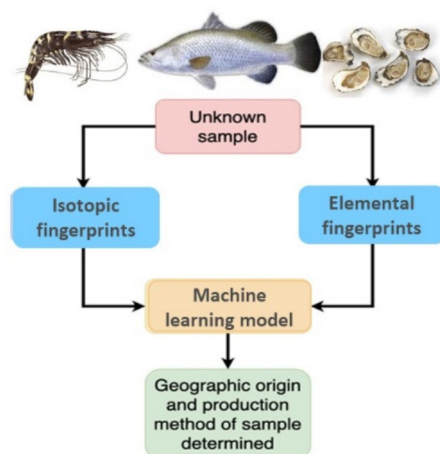 Unknown
sample
Isotopic
fingerprints
Elemental
fingerprints
Machine
learning model
Geographic origin
and production
method of sample
determined